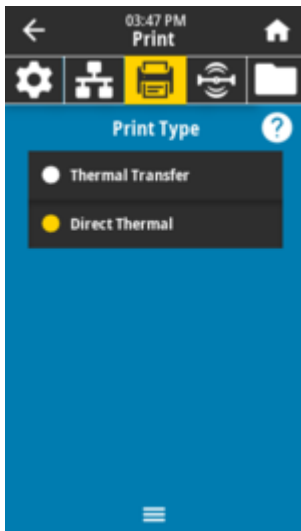 03:47 PM
Print
Print Type
?
Thermal Transfer
Direct Thermal